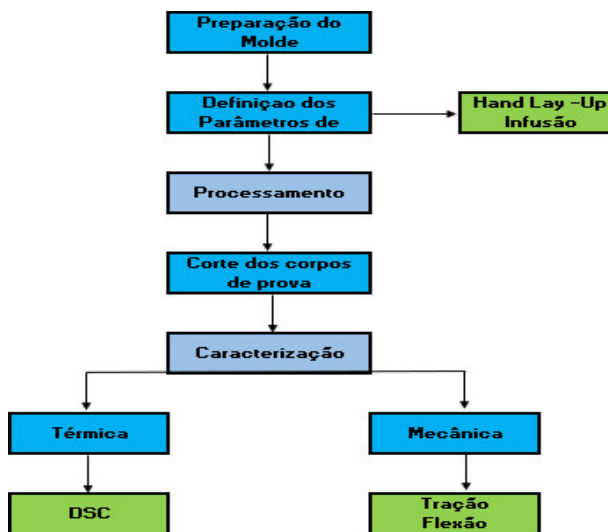 Preparação do
Molde
Definiçao dos
Parâmetros de
Hand Lay –Up
Infusão
Processamento
Corte dos corpos
de prova
Caracterização
Térmica
Mecânica
DSC
Tração
Flexão